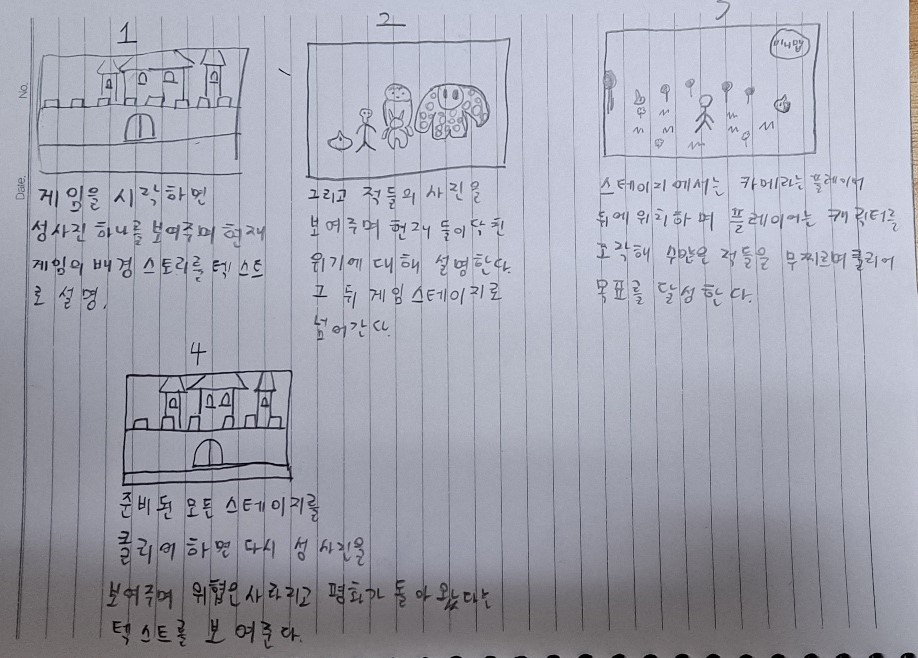 No.
Date.
1
게임을 시작하면
성사진 하나를 보여주며 현재
게임의 배경 스토리를 텍스트
로 설명.
2
그리고 적들의 사진을
보여주며 현재 들이닥친
위기에 대해 설명한다.
그 뒤 게임 스테이지로
넘어간다.
3
미니맵
스테이지에서는 카메라는 플레이어
뒤에 위치하며 플레이어는 캐릭터를
조작해 수많은 적들을 무찌르며 클리어
목표를 달성한다.
4
준비된 모든 스테이지를
클리어 하면 다시 성 사진을
보여주며 위협은 사라지고 평화가 돌아왔다는
텍스트를 보여준다.